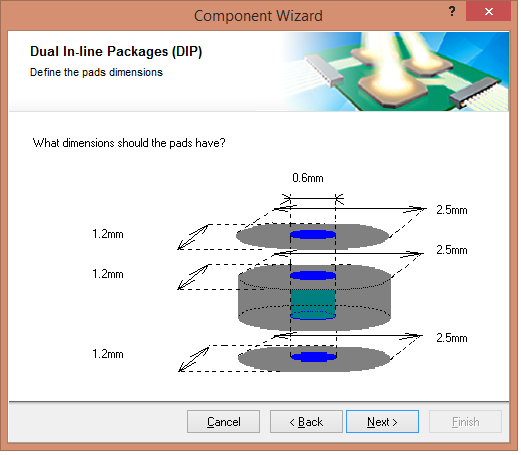 Component Wizard
?
Dual In-line Packages (DIP)
Define the pads dimensions
What dimensions should the pads have?
0.6mm
2.5mm
1.2mm
2.5mm
1.2mm
2.5mm
1.2mm
Cancel
< Back
Next >
Finish